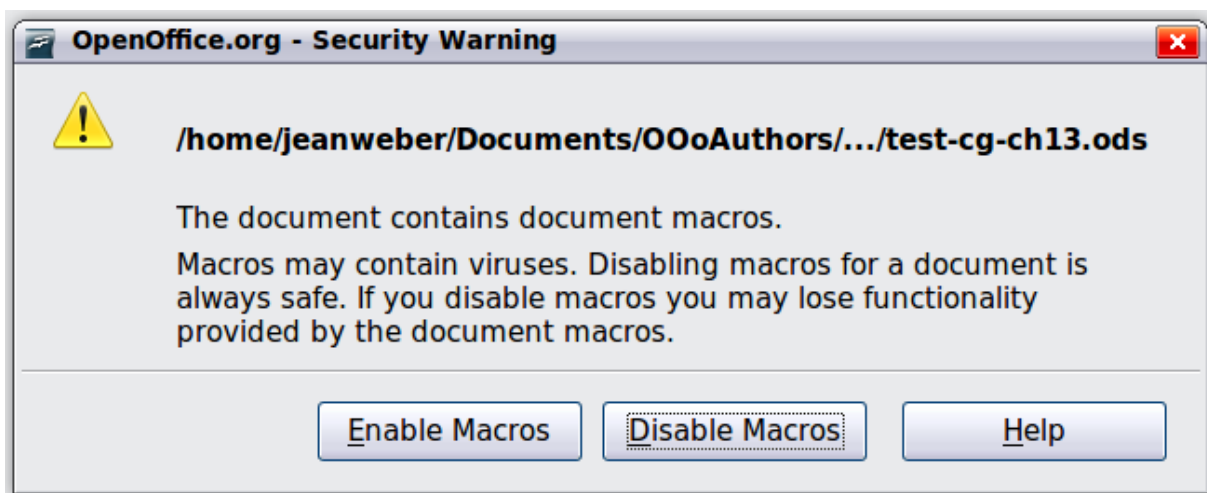 OpenOffice.org - Security Warning
/home/jeanweber/Documents/OOoAuthors/.../test-cg-ch13.ods
The document contains document macros.
Macros may contain viruses. Disabling macros for a document is
always safe. If you disable macros you may lose functionality
provided by the document macros.
Enable Macros Disable Macros Help